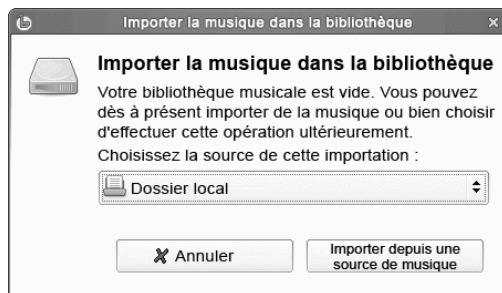 Importer la musique dans la bibliothèque
Importer la musique dans la bibliothèque
Votre bibliothèque musicale est vide. Vous pouvez
dès à présent importer de la musique ou bien choisir
d'effectuer cette opération ultérieurement.
Choisissez la source de cette importation :
Dossier local
Annuler
Importer depuis une
source de musique